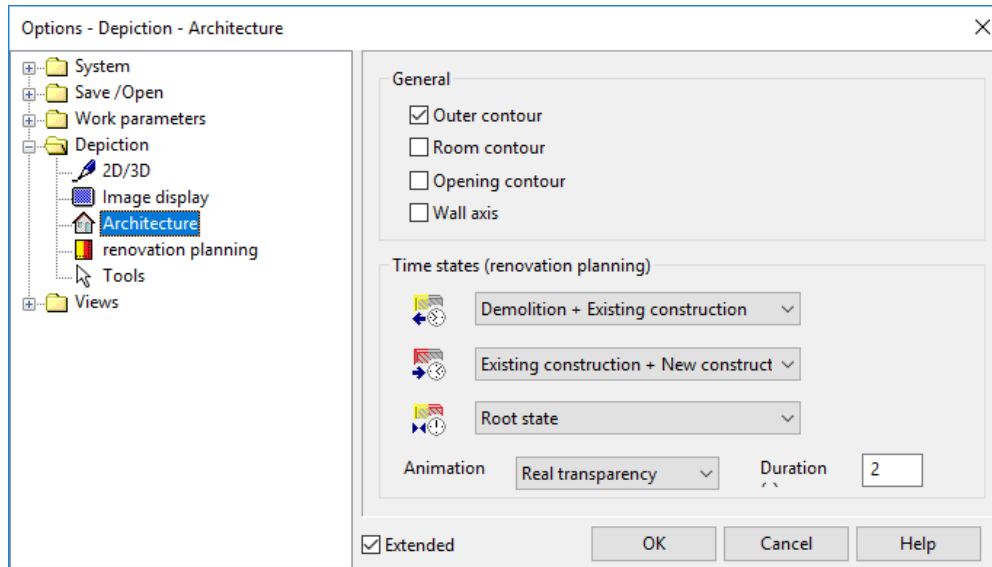 Options - Depiction - Architecture
System
Save /Open
Work parameters
Depiction
2D/3D
Image display
Architecture
renovation planning
Tools
Views
General
Outer contour
Room contour
Opening contour
Wall axis
Time states (renovation planning)
Demolition + Existing construction
Existing construction + New construct
Root state
Animation
Real transparency
Duration
2
Extended
OK
Cancel
Help